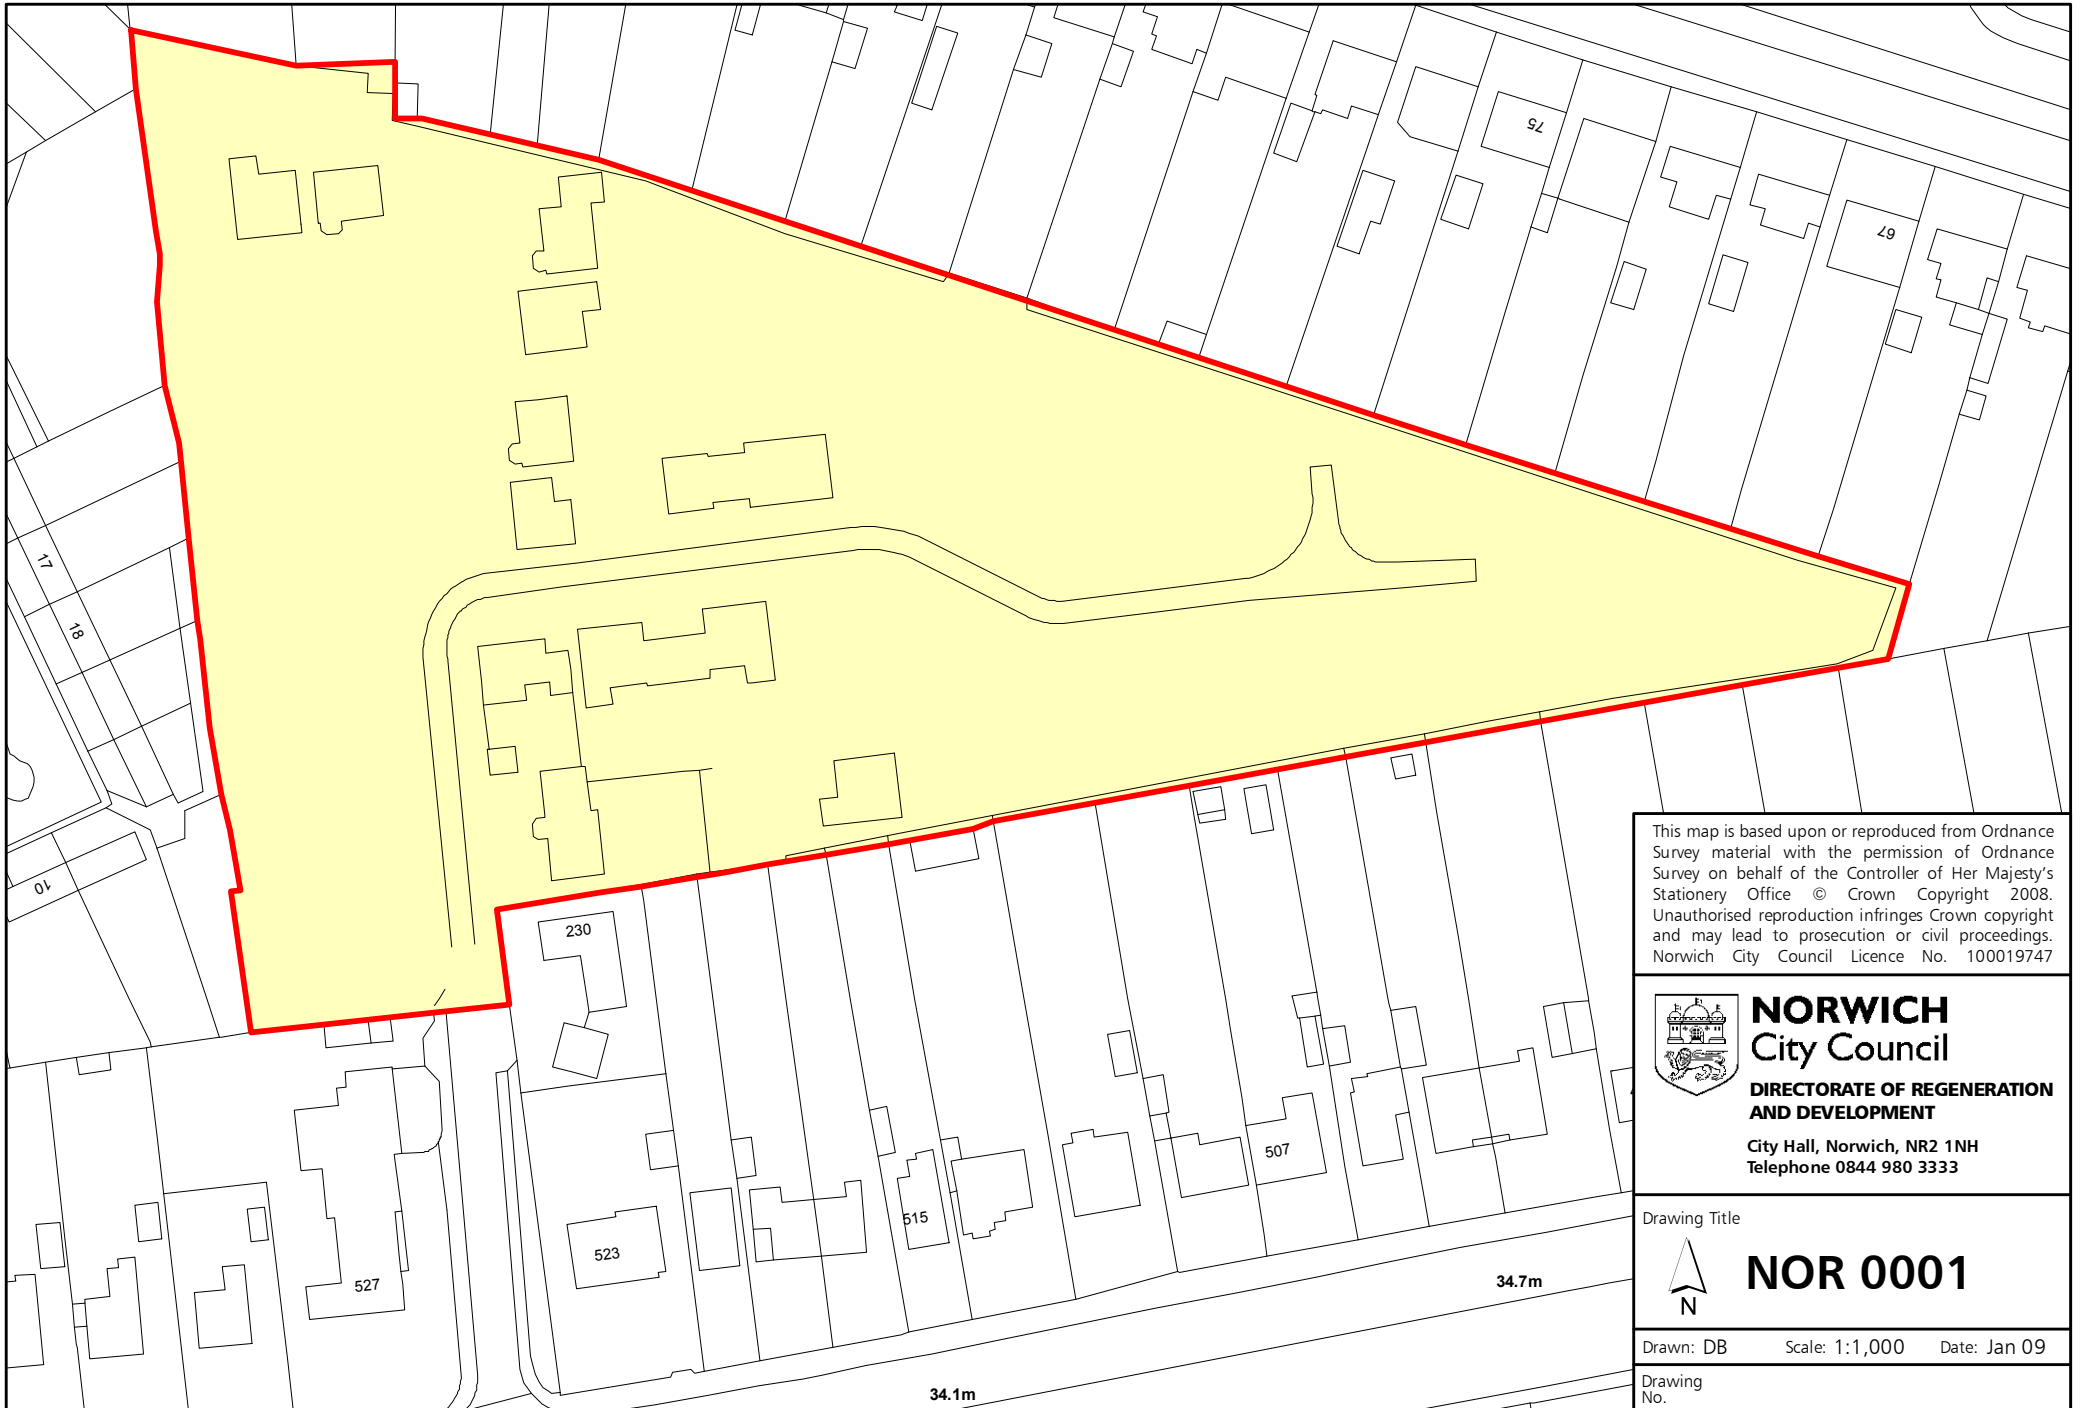 75
67
17
18
10
230
507
515
523
527
34.7m
34.1m
This map is based upon or reproduced from Ordnance
Survey material with the permission of Ordnance
Survey on behalf of the Controller of Her Majesty's
Stationery Office © Crown Copyright 2008.
Unauthorised reproduction infringes Crown copyright
and may lead to prosecution or civil proceedings.
Norwich City Council Licence No. 100019747
NORWICH
City Council
DIRECTORATE OF REGENERATION
AND DEVELOPMENT
City Hall, Norwich, NR2 1NH
Telephone 0844 980 3333
Drawing Title
N
NOR 0001
Drawn: DB Scale: 1:1,000 Date: Jan 09
Drawing
No.